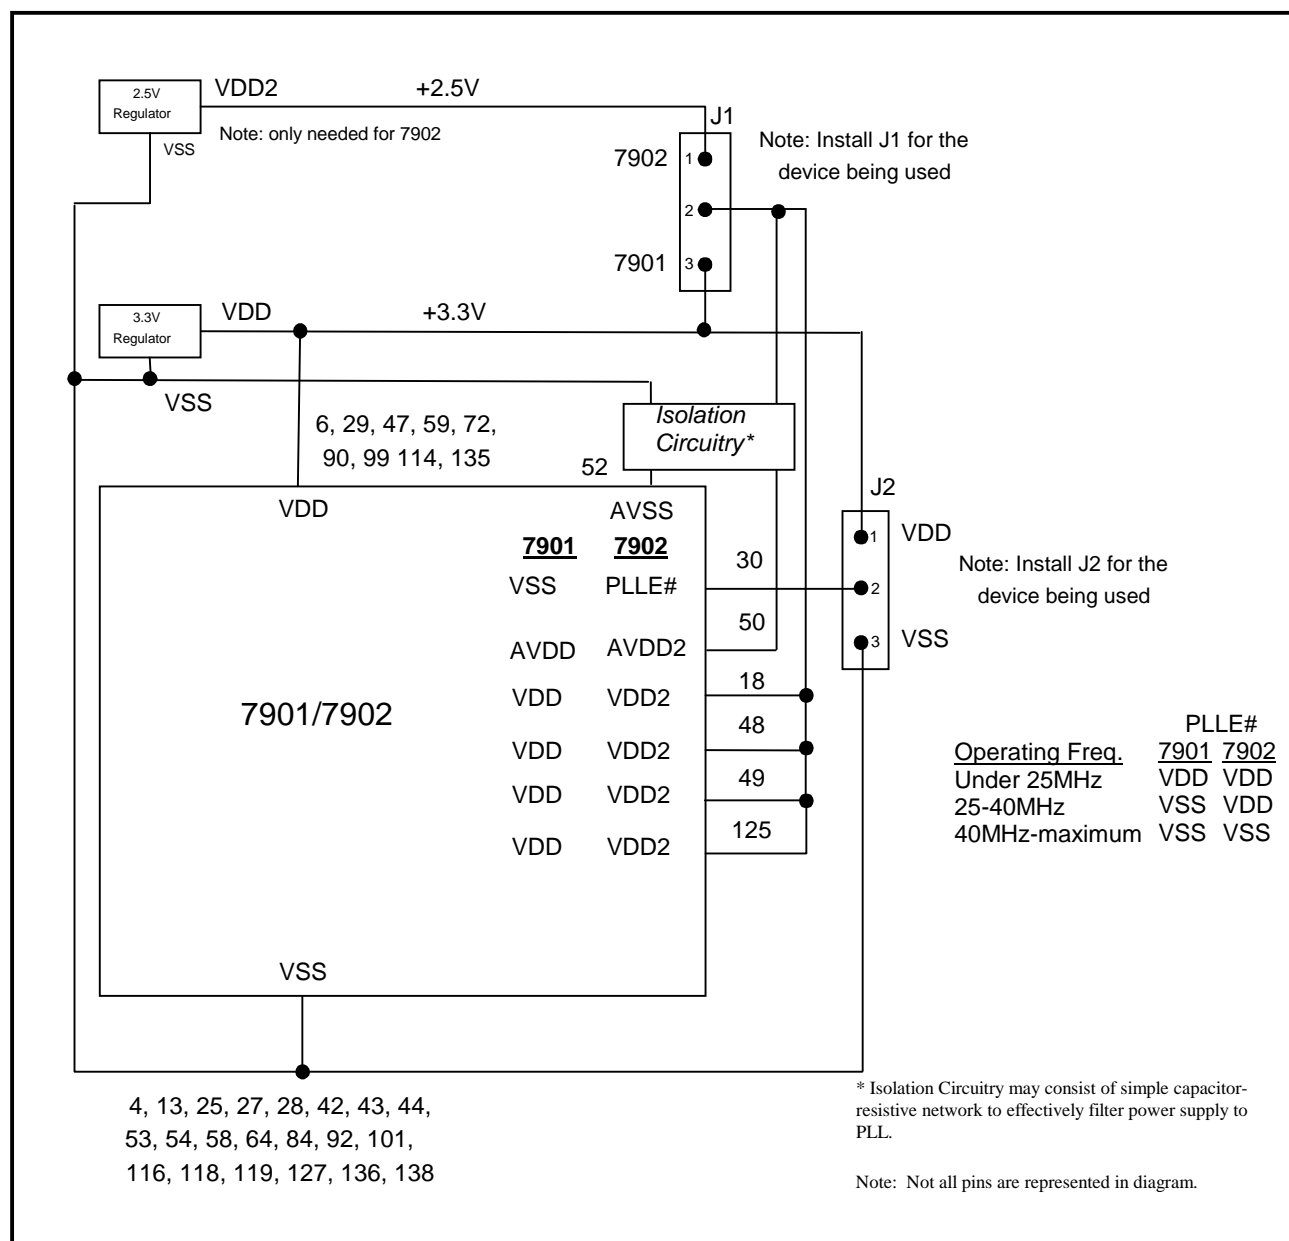 2.5V
Regulator
VDD2
+2.5V
Note: only needed for 7902
VSS
J1
7902
1
2
7901
3
Note: Install J1 for the
device being used
3.3V
Regulator
VDD
+3.3V
VSS
6, 29, 47, 59, 72,
90, 99 114, 135
Isolation
Circuitry*
52
VDD
AVSS
7901 7902
VSS PLLE#
30
AVDD AVDD2
50
VDD VDD2
18
VDD VDD2
48
VDD VDD2
49
VDD VDD2
125
7901/7902
J2
1
VDD
2
3
VSS
Note: Install J2 for the
device being used
PLLE#
Operating Freq. 7901 7902
Under 25MHz VDD VDD
25-40MHz VSS VDD
40MHz-maximum VSS VSS
VSS
4, 13, 25, 27, 28, 42, 43, 44,
53, 54, 58, 64, 84, 92, 101,
116, 118, 119, 127, 136, 138
* Isolation Circuitry may consist of simple capacitor-
resistive network to effectively filter power supply to
PLL.
Note: Not all pins are represented in diagram.